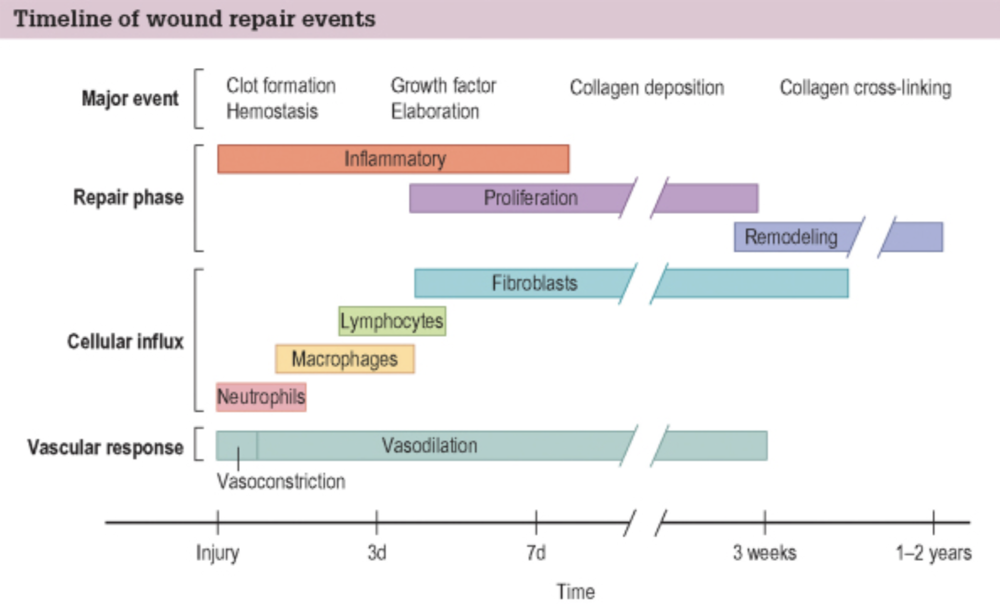 Timeline of wound repair events
Major event
Clot formation
Hemostasis
Growth factor
Elaboration
Collagen deposition
Collagen cross-linking
Repair phase
Inflammatory
Proliferation
Remodeling
Cellular influx
Fibroblasts
Lymphocytes
Macrophages
Neutrophils
Vascular response
Vasodilation
Vasoconstriction
Injury
3d
7d
3 weeks
1–2 years
Time